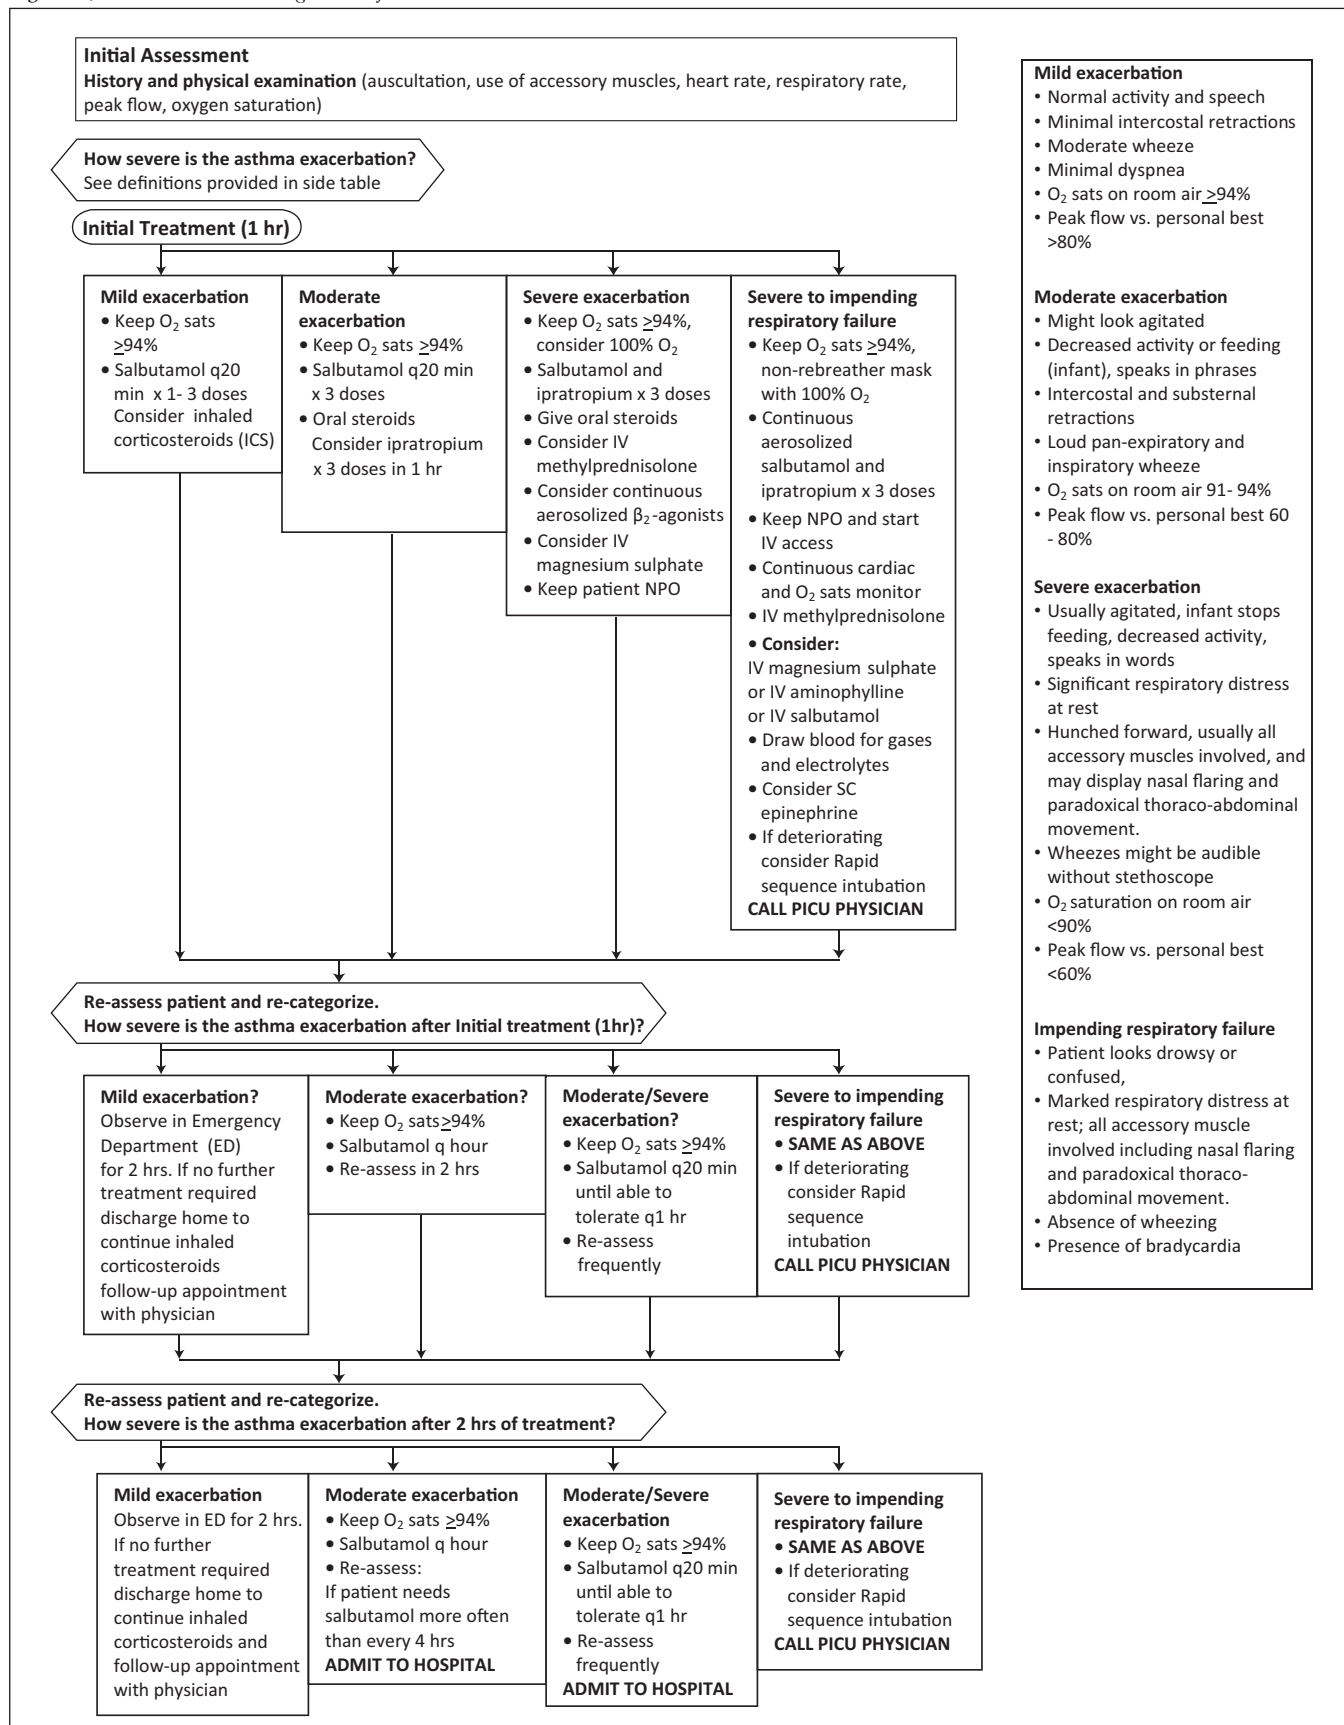 Initial Assessment
History and physical examination (auscultation, use of accessory muscles, heart rate, respiratory rate,
peak flow, oxygen saturation)
How severe is the asthma exacerbation?
See definitions provided in side table
Initial Treatment (1 hr)
Mild exacerbation
• Keep O₂ sats
≥94%
• Salbutamol q20
min x 1- 3 doses
Consider inhaled
corticosteroids (ICS)
Moderate
exacerbation
• Keep O₂ sats ≥94%
• Salbutamol q20 min
x 3 doses
• Oral steroids
Consider ipratropium
x 3 doses in 1 hr
Severe exacerbation
• Keep O₂ sats ≥94%,
consider 100% O₂
• Salbutamol and
ipratropium x 3 doses
• Give oral steroids
• Consider IV
methylprednisolone
• Consider continuous
aerosolized β₂-agonists
• Consider IV
magnesium sulphate
• Keep patient NPO
Severe to impending
respiratory failure
• Keep O₂ sats ≥94%,
non-rebreather mask
with 100% O₂
• Continuous
aerosolized
salbutamol and
ipratropium x 3 doses
• Keep NPO and start
IV access
• Continuous cardiac
and O₂ sats monitor
• IV methylprednisolone
• Consider:
IV magnesium sulphate
or IV aminophylline
or IV salbutamol
• Draw blood for gases
and electrolytes
• Consider SC
epinephrine
• If deteriorating
consider Rapid
sequence intubation
CALL PICU PHYSICIAN
Re-assess patient and re-categorize.
How severe is the asthma exacerbation after Initial treatment (1hr)?
Mild exacerbation?
Observe in Emergency
Department (ED)
for 2 hrs. If no further
treatment required
discharge home to
continue inhaled
corticosteroids
follow-up appointment
with physician
Moderate exacerbation?
• Keep O₂ sats≥94%
• Salbutamol q hour
• Re-assess in 2 hrs
Moderate/Severe
exacerbation?
• Keep O₂ sats ≥94%
• Salbutamol q20 min
until able to
tolerate q1 hr
• Re-assess
frequently
Severe to impending
respiratory failure
• SAME AS ABOVE
• If deteriorating
consider Rapid
sequence
intubation
CALL PICU PHYSICIAN
Re-assess patient and re-categorize.
How severe is the asthma exacerbation after 2 hrs of treatment?
Mild exacerbation
Observe in ED for 2 hrs.
If no further
treatment required
discharge home to
continue inhaled
corticosteroids and
follow-up appointment
with physician
Moderate exacerbation
• Keep O₂ sats ≥94%
• Salbutamol q hour
• Re-assess:
If patient needs
salbutamol more often
than every 4 hrs
ADMIT TO HOSPITAL
Moderate/Severe
exacerbation
• Keep O₂ sats ≥94%
• Salbutamol q20 min
until able to
tolerate q1 hr
• Re-assess
frequently
ADMIT TO HOSPITAL
Severe to impending
respiratory failure
• SAME AS ABOVE
• If deteriorating
consider Rapid
sequence intubation
CALL PICU PHYSICIAN
Mild exacerbation
• Normal activity and speech
• Minimal intercostal retractions
• Moderate wheeze
• Minimal dyspnea
• O₂ sats on room air ≥94%
• Peak flow vs. personal best
>80%
Moderate exacerbation
• Might look agitated
• Decreased activity or feeding
(infant), speaks in phrases
• Intercostal and substernal
retractions
• Loud pan-expiratory and
inspiratory wheeze
• O₂ sats on room air 91- 94%
• Peak flow vs. personal best 60
- 80%
Severe exacerbation
• Usually agitated, infant stops
feeding, decreased activity,
speaks in words
• Significant respiratory distress
at rest
• Hunched forward, usually all
accessory muscles involved, and
may display nasal flaring and
paradoxical thoraco-abdominal
movement.
• Wheezes might be audible
without stethoscope
• O₂ saturation on room air
<90%
• Peak flow vs. personal best
<60%
Impending respiratory failure
• Patient looks drowsy or
confused,
• Marked respiratory distress at
rest; all accessory muscle
involved including nasal flaring
and paradoxical thoraco-
abdominal movement.
• Absence of wheezing
• Presence of bradycardia